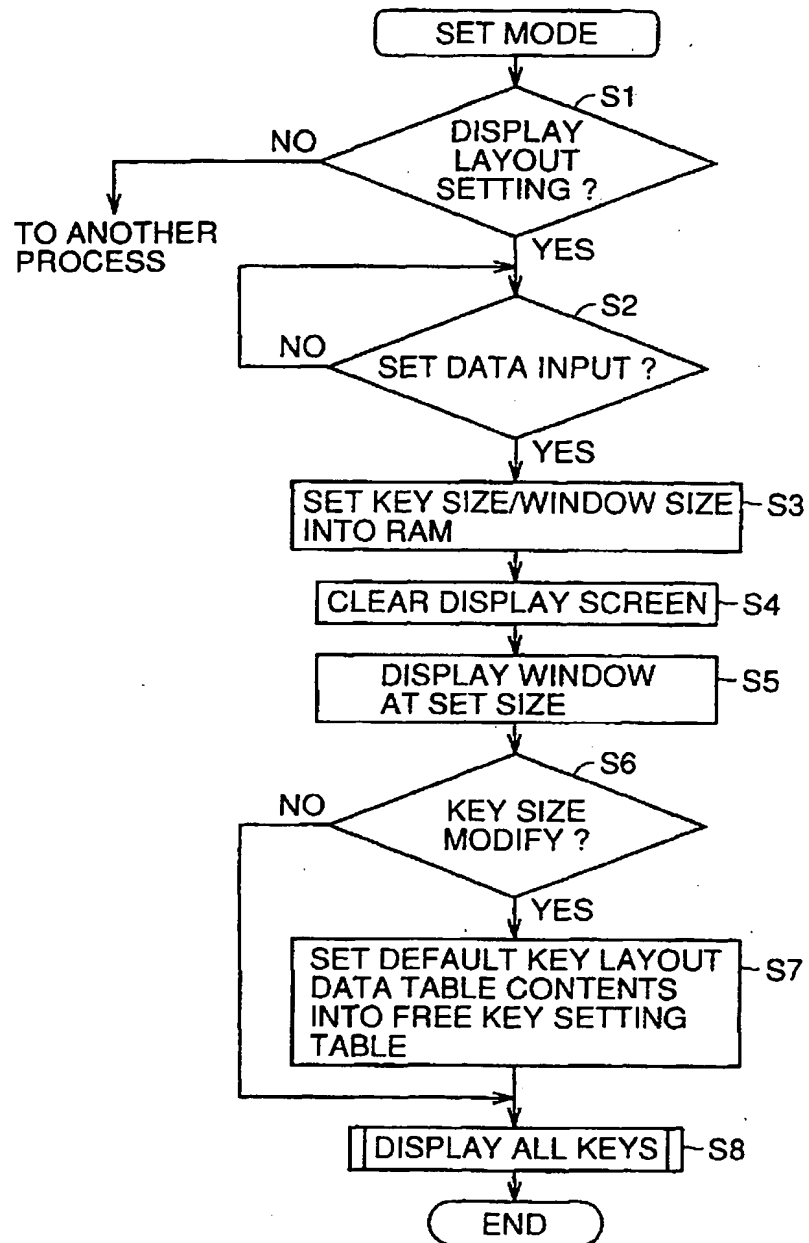 SET MODE
S1
DISPLAY
LAYOUT
SETTING ?
NO
TO ANOTHER
PROCESS
YES
S2
SET DATA INPUT ?
NO
YES
SET KEY SIZE/WINDOW SIZE
INTO RAM
S3
CLEAR DISPLAY SCREEN
S4
DISPLAY WINDOW
AT SET SIZE
S5
S6
KEY SIZE
MODIFY ?
NO
YES
SET DEFAULT KEY LAYOUT
DATA TABLE CONTENTS
INTO FREE KEY SETTING
TABLE
S7
DISPLAY ALL KEYS
S8
END